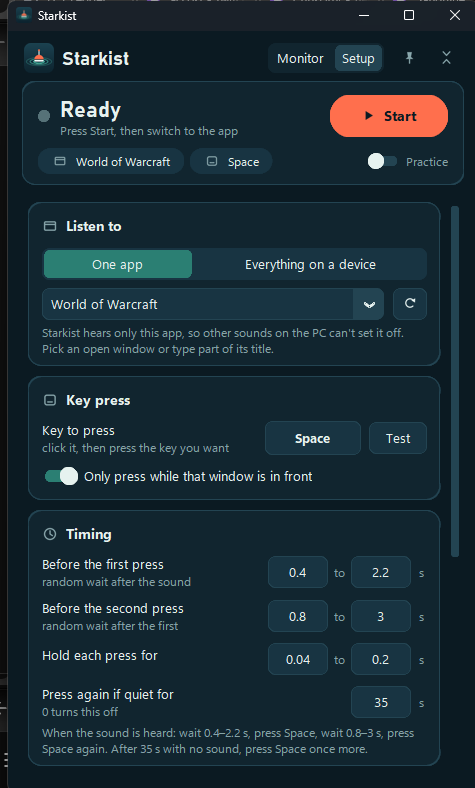 Starkist
Starkist Monitor Setup
Ready
Press Start, then switch to the app
Start
World of Warcraft Space Practice
Listen to
One app Everything on a device
World of Warcraft
Starkist hears only this app, so other sounds on the PC can't set it off.
Pick an open window or type part of its title.
Key press
Key to press
click it, then press the key you want
Space Test
Only press while that window is in front
Timing
Before the first press
random wait after the sound
0.4 to 2.2 s
Before the second press
random wait after the first
0.8 to 3 s
Hold each press for 0.04 to 0.2 s
Press again if quiet for
0 turns this off
35 s
When the sound is heard: wait 0.4–2.2 s, press Space, wait 0.8–3 s, press
Space again. After 35 s with no sound, press Space once more.